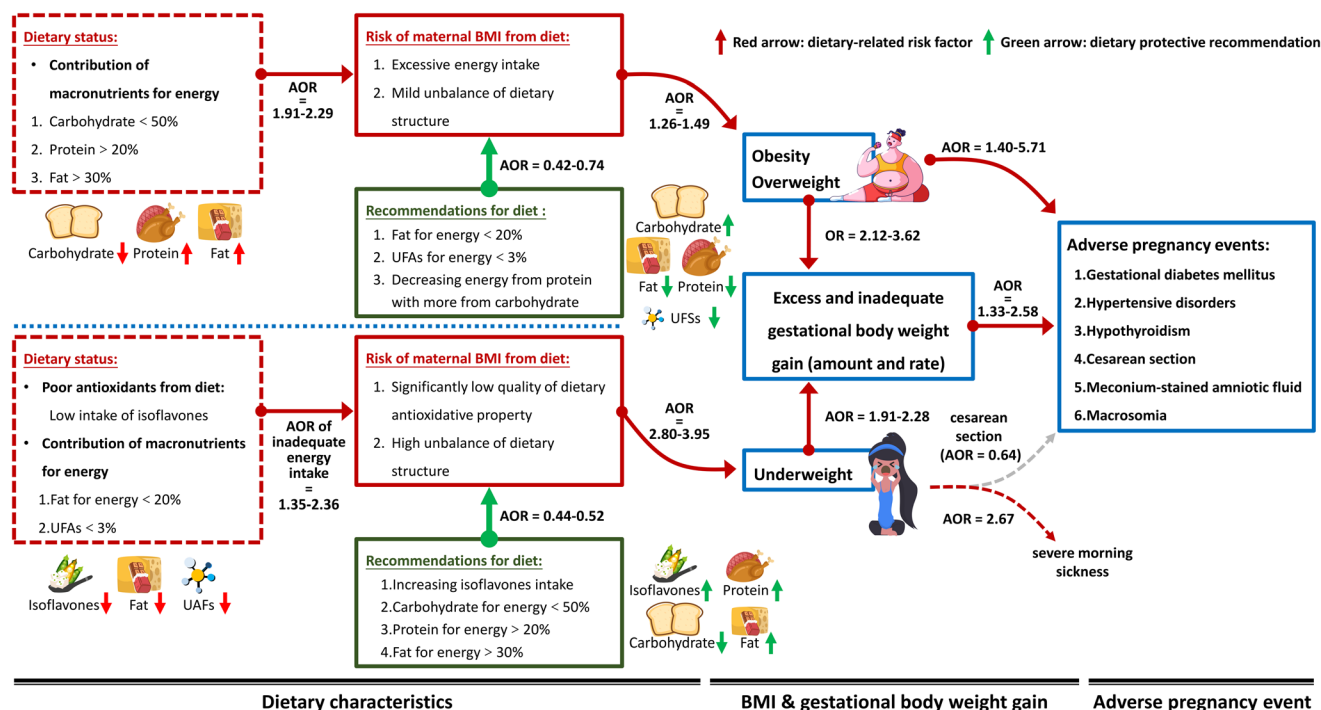 Dietary status:
• Contribution of
macronutrients for energy
1. Carbohydrate < 50%
2. Protein > 20%
3. Fat > 30%
Carbohydrate
Protein
Fat
AOR
=
1.91-2.29
Risk of maternal BMI from diet:
1. Excessive energy intake
2. Mild unbalance of dietary
structure
AOR = 0.42-0.74
Recommendations for diet :
1. Fat for energy < 20%
2. UFAs for energy < 3%
3. Decreasing energy from protein
with more from carbohydrate
Carbohydrate
Fat
Protein
UFSs
Red arrow: dietary-related risk factor
Green arrow: dietary protective recommendation
AOR
=
1.26-1.49
Obesity
Overweight
AOR = 1.40-5.71
OR = 2.12-3.62
Excess and inadequate
gestational body weight
gain (amount and rate)
AOR
=
1.33-2.58
Adverse pregnancy events:
1.Gestational diabetes mellitus
2.Hypertensive disorders
3.Hypothyroidism
4.Cesarean section
5.Meconium-stained amniotic fluid
6.Macrosomia
Dietary status:
• Poor antioxidants from diet:
Low intake of isoflavones
• Contribution of macronutrients
for energy
1.Fat for energy < 20%
2.UFAs < 3%
Isoflavones
Fat
UAFs
AOR of
inadequate
energy
intake
=
1.35-2.36
Risk of maternal BMI from diet:
1. Significantly low quality of dietary
antioxidative property
2. High unbalance of dietary
structure
AOR = 0.44-0.52
Recommendations for diet:
1.Increasing isoflavones intake
2.Carbohydrate for energy < 50%
3.Protein for energy > 20%
4.Fat for energy > 30%
Isoflavones
Protein
Carbohydrate
Fat
AOR
=
2.80-3.95
AOR = 1.91-2.28
Underweight
cesarean
section
(AOR = 0.64)
AOR = 2.67
severe morning
sickness
Dietary characteristics
BMI & gestational body weight gain
Adverse pregnancy event